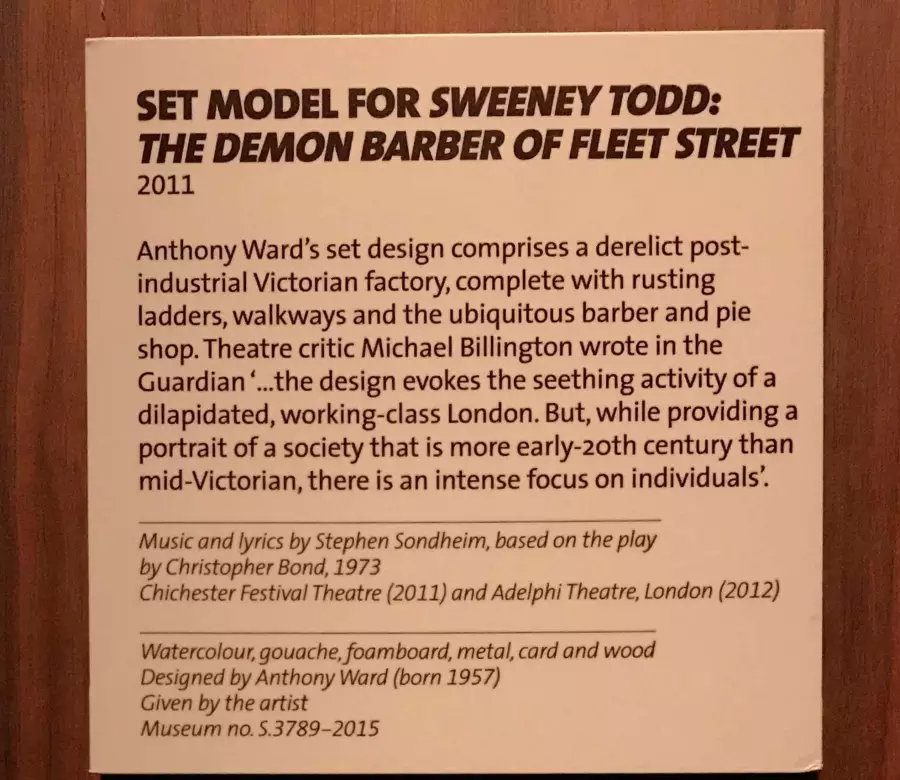 SET MODEL FOR SWEENEY TODD:
THE DEMON BARBER OF FLEET STREET
2011
Anthony Ward's set design comprises a derelict post-
industrial Victorian factory, complete with rusting
ladders, walkways and the ubiquitous barber and pie
shop. Theatre critic Michael Billington wrote in the
Guardian ‘...the design evokes the seething activity of a
dilapidated, working-class London. But, while providing a
portrait of a society that is more early-20th century than
mid-Victorian, there is an intense focus on individuals’.
Music and lyrics by Stephen Sondheim, based on the play
by Christopher Bond, 1973
Chichester Festival Theatre (2011) and Adelphi Theatre, London (2012)
Watercolour, gouache, foamboard, metal, card and wood
Designed by Anthony Ward (born 1957)
Given by the artist
Museum no. S.3789–2015